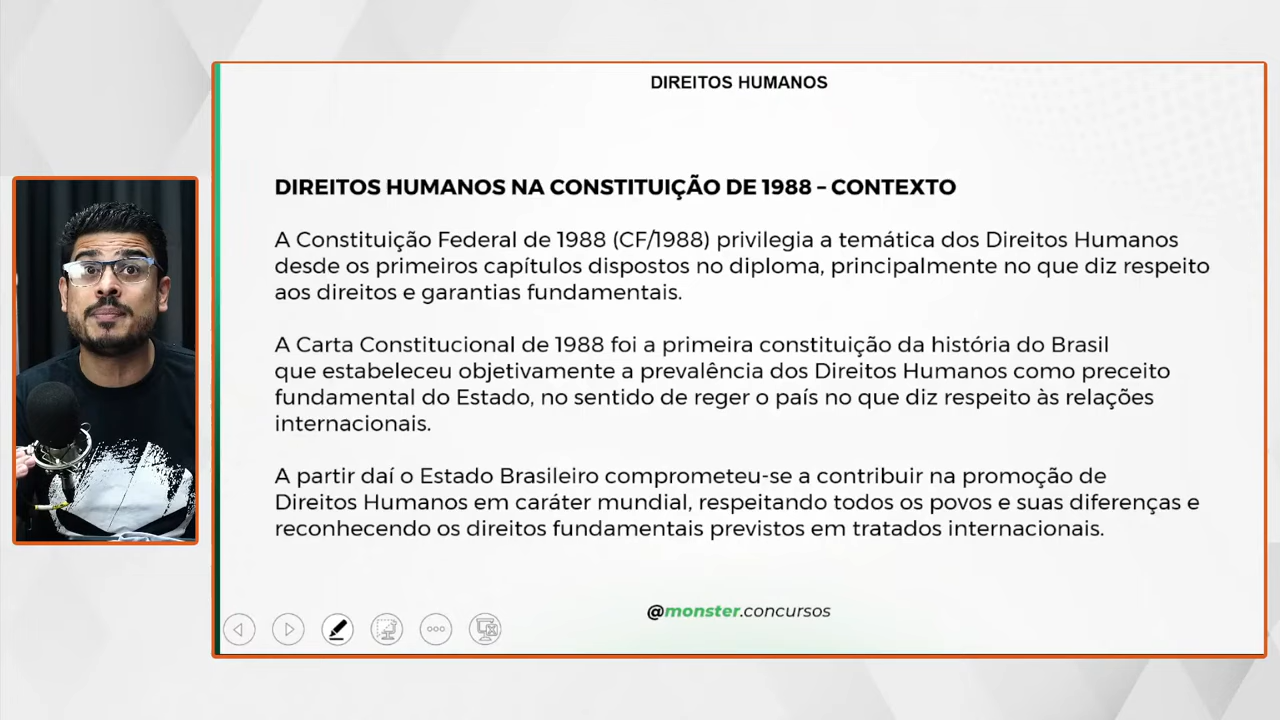 DIREITOS HUMANOS
DIREITOS HUMANOS NA CONSTITUIÇÃO DE 1988 – CONTEXTO
A Constituição Federal de 1988 (CF/1988) privilegia a temática dos Direitos Humanos
desde os primeiros capítulos dispostos no diploma, principalmente no que diz respeito
aos direitos e garantias fundamentais.
A Carta Constitucional de 1988 foi a primeira constituição da história do Brasil
que estabeleceu objetivamente a prevalência dos Direitos Humanos como preceito
fundamental do Estado, no sentido de reger o país no que diz respeito às relações
internacionais.
A partir daí o Estado Brasileiro comprometeu-se a contribuir na promoção de
Direitos Humanos em caráter mundial, respeitando todos os povos e suas diferenças e
reconhecendo os direitos fundamentais previstos em tratados internacionais.
@monster.concursos